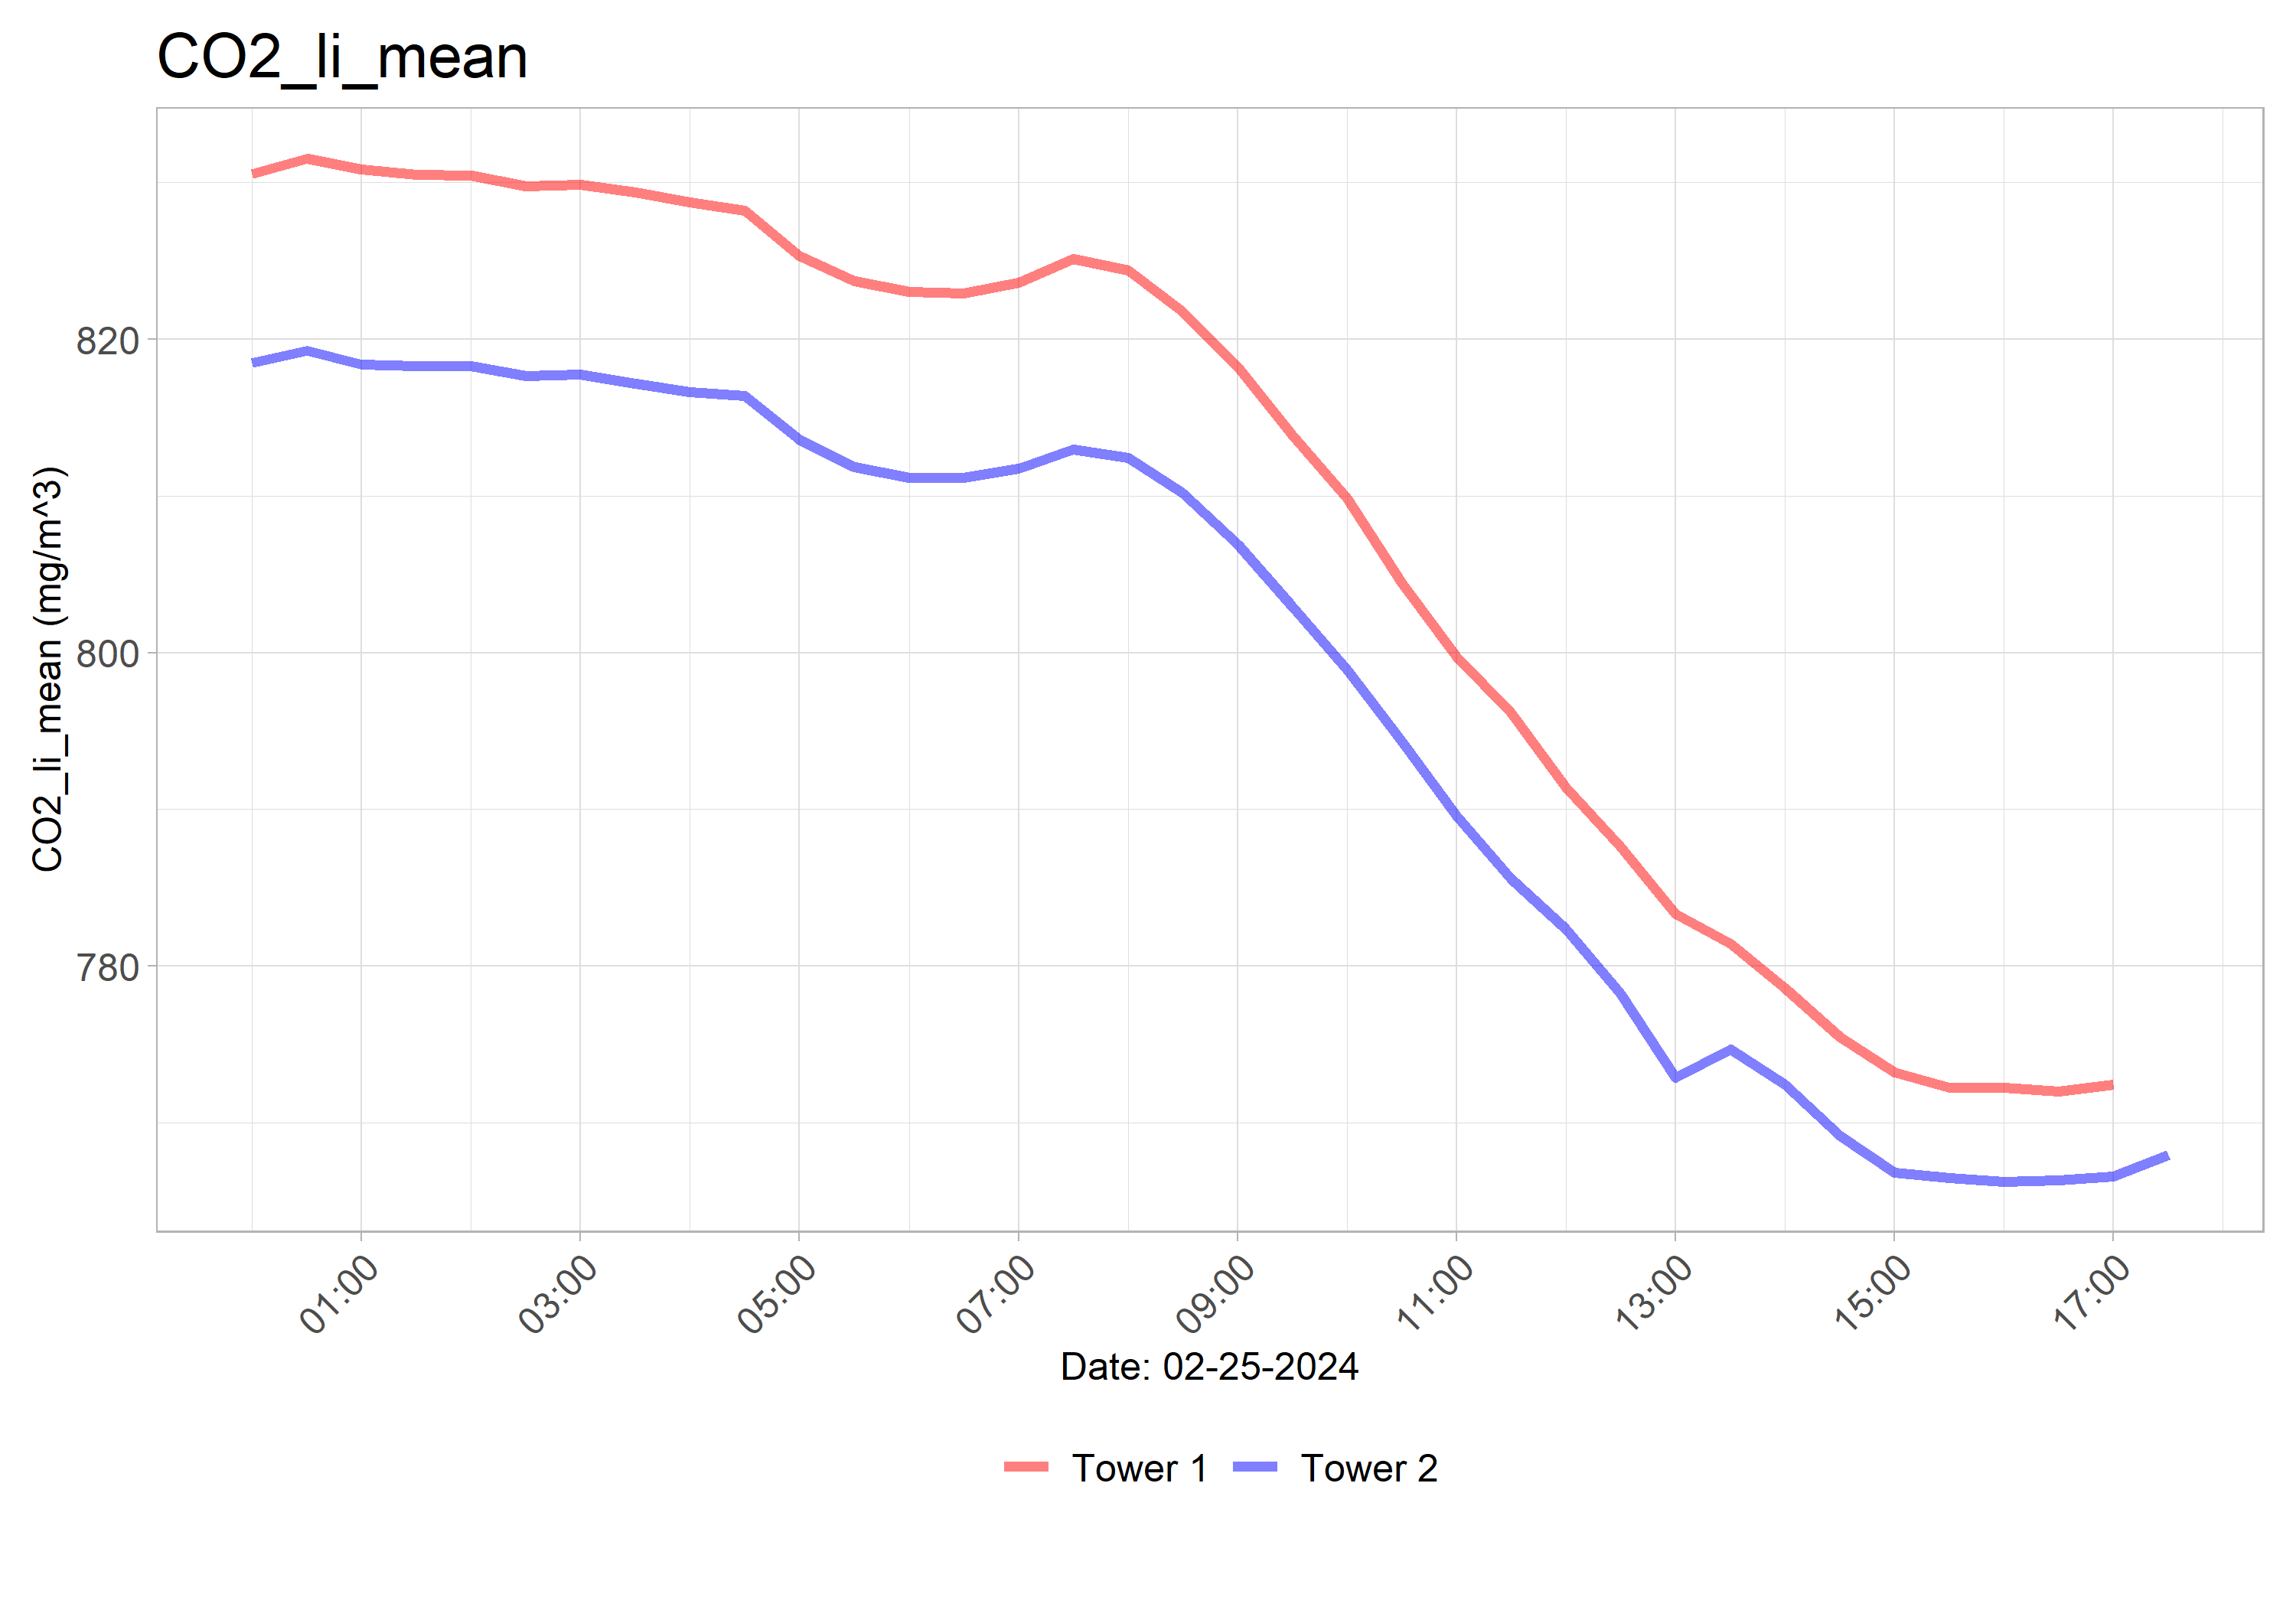 CO2_li_mean
CO2_li_mean (mg/m^3)
820
800
780
01:00 03:00 05:00 07:00 09:00 11:00 13:00 15:00 17:00
Date: 02-25-2024
Tower 1 Tower 2